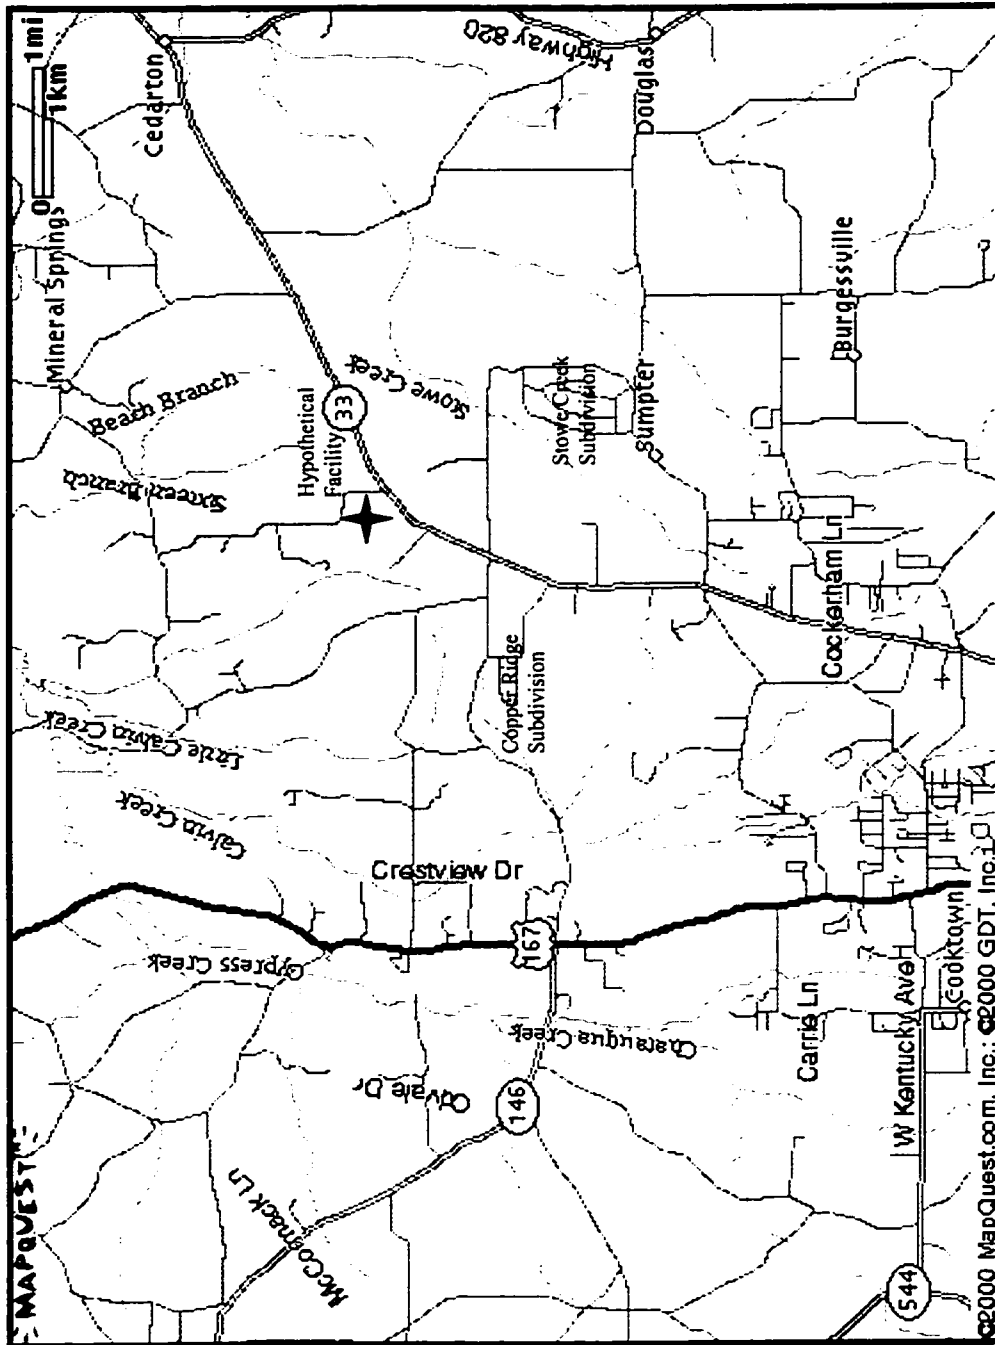 MAPQUEST
0
1mi
1km
Mineral Springs
Cedarton
Highway 820
Beach Branch
Sixteen Branch
Hypothetical
Facility
33
Stowe Creek
Douglas
Little Calvin Creek
Calvin Creek
Copper Ridge
Subdivision
Stowe Creek
Subdivision
Sumpter
Burgessville
Cypress Creek
Crestview Dr
167
Cockerham Ln
McCormack Ln
Odvale Dr
146
Chatauqua Creek
Carrie Ln
W Kentucky Ave
Cooktown
544
©2000 MapQuest.com, Inc.; ©2000 GDT, Inc.